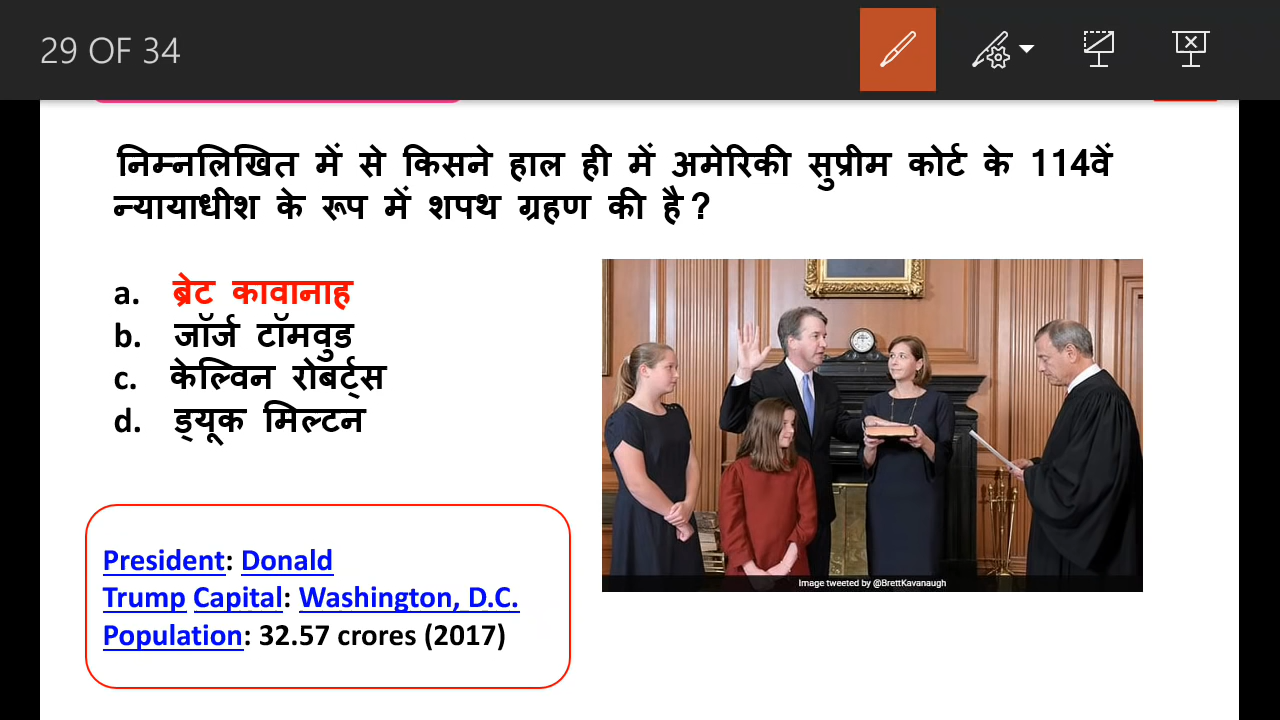 29 OF 34
निम्नलिखित में से किसने हाल ही में अमेरिकी सुप्रीम कोर्ट के 114वें
न्यायाधीश के रूप में शपथ ग्रहण की है ?
a. ब्रेट कावानाह
b. जॉर्ज टॉमवुड
c. केल्विन रोबर्ट्स
d. ड्यूक मिल्टन
Image tweeted by @BrettKavanaugh
President: Donald
Trump Capital: Washington, D.C.
Population: 32.57 crores (2017)